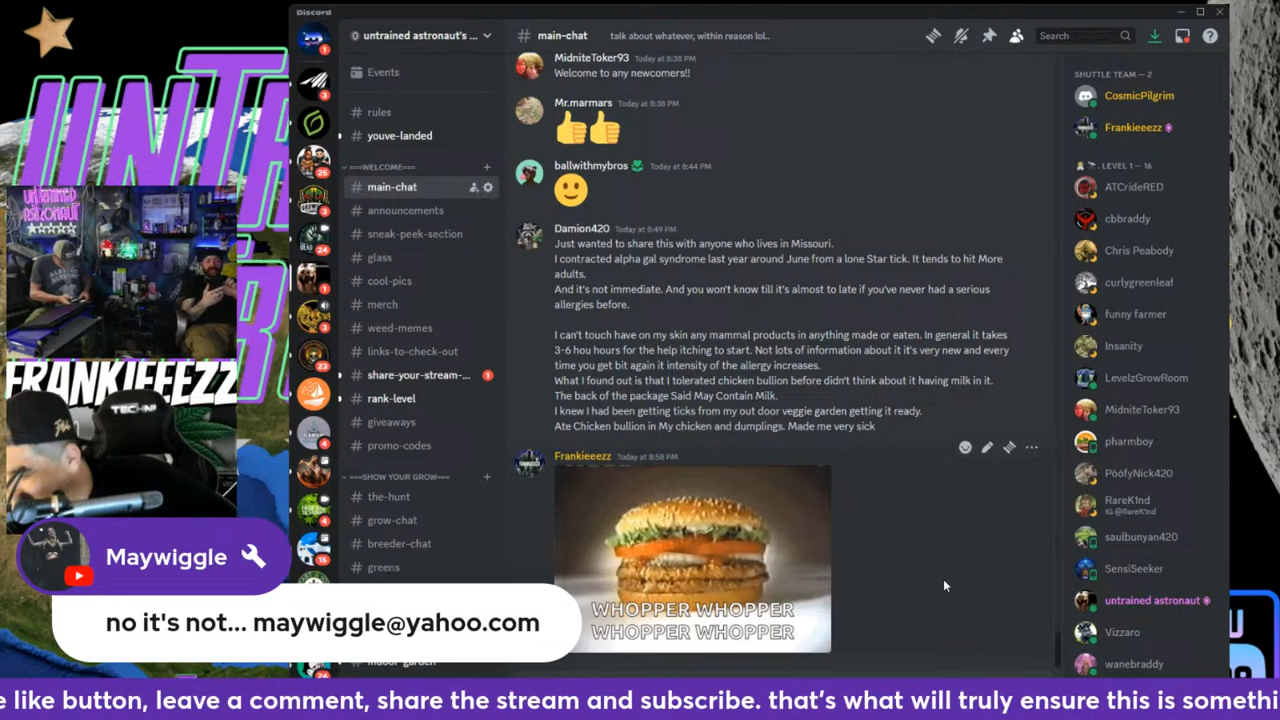 Discord
untrained astronaut's ...
# main-chat
talk about whatever, within reason lol..
Search
Events
# rules
# youve-landed
===WELCOME===
# main-chat
# announcements
# sneak-peek-section
# glass
# cool-pics
# merch
# weed-memes
# links-to-check-out
# share-your-stream-...
# rank-level
# giveaways
# promo-codes
===SHOW YOUR GROW===
# the-hunt
# grow-chat
# breeder-chat
# greens
MidniteToker93 Today at 8:38 PM
Welcome to any newcomers!!
Mr.marmars Today at 8:38 PM
ballwithmybros Today at 8:44 PM
Damion420 Today at 8:49 PM
Just wanted to share this with anyone who lives in Missouri.
I contracted alpha gal syndrome last year around June from a lone Star tick. It tends to hit More
adults.
And it's not immediate. And you won't know till it's almost to late if you've never had a serious
allergies before.
I can't touch have on my skin any mammal products in anything made or eaten. In general it takes
3-6 hou hours for the help itching to start. Not lots of information about it it's very new and every
time you get bit again it intensity of the allergy increases.
What I found out is that I tolerated chicken bullion before didn't think about it having milk in it.
The back of the package Said May Contain Milk.
I knew I had been getting ticks from my out door veggie garden getting it ready.
Ate Chicken bullion in My chicken and dumplings. Made me very sick
Frankieeezz Today at 8:58 PM
WHOPPER WHOPPER
WHOPPER WHOPPER
SHUTTLE TEAM — 2
CosmicPilgrim
Frankieeezz
LEVEL 1 — 16
ATCrideRED
cbbraddy
Chris Peabody
curlygreenleaf
funny farmer
Insanity
LevelzGrowRoom
MidniteToker93
pharmboy
PòófyNick420
RareK1nd
IG @RareK1nd
saulbunyan420
SensiSeeker
untrained astronaut
Vizzaro
wanebraddy
FRANKIEEEZZ
Maywiggle
no it's not... maywiggle@yahoo.com
e like button, leave a comment, share the stream and subscribe. that's what will truly ensure this is somethi